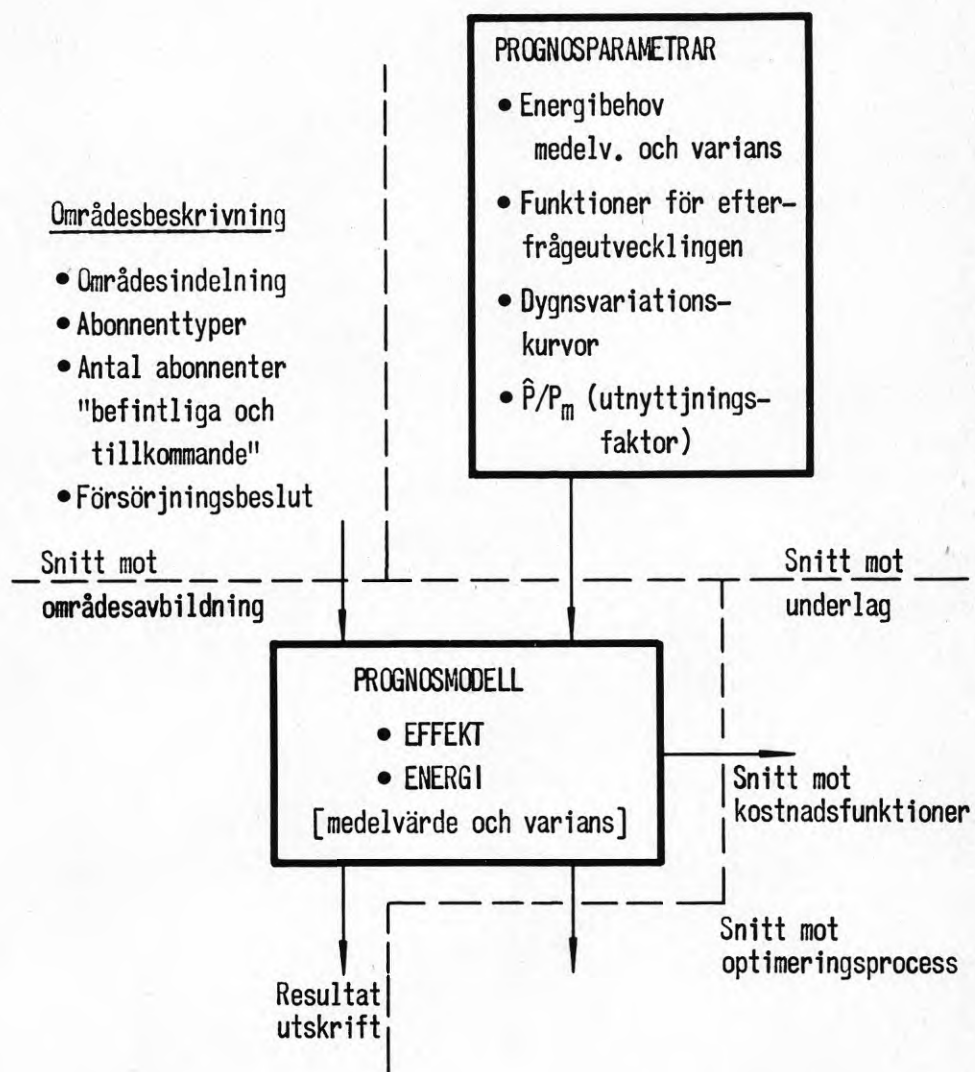 PROGNOSPARAMETRAR
• Energibehov
medelv. och varians
• Funktioner för efter-
frågeutvecklingen
• Dygnsvariations-
kurvor
• P̂/Pm (utnyttjnings-
faktor)
Områdesbeskrivning
• Områdesindelning
• Abonnenttyper
• Antal abonnenter
"befintliga och
tillkommande"
• Försörjningsbeslut
Snitt mot
områdesavbildning
Snitt mot
underlag
PROGNOSMODELL
• EFFEKT
• ENERGI
[medelvärde och varians]
Snitt mot
kostnadsfunktioner
Snitt mot
optimeringsprocess
Resultat
utskrift